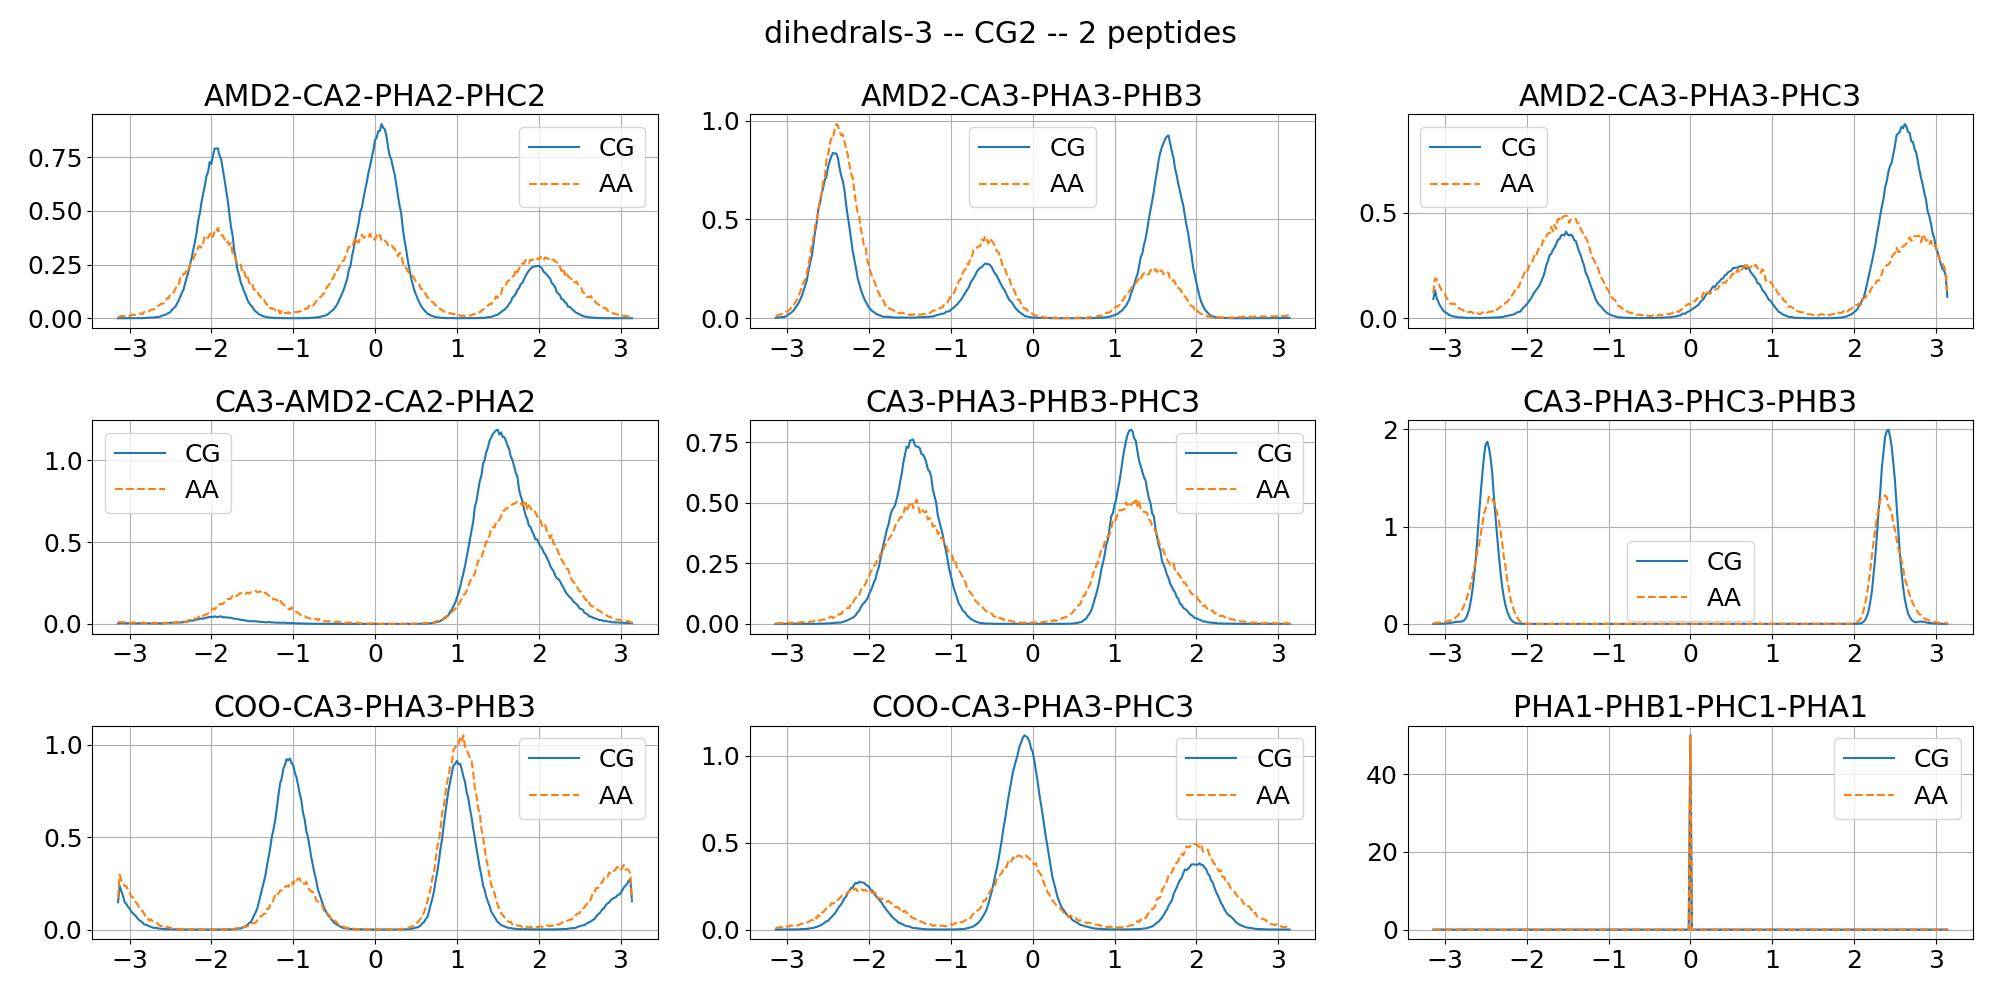 dihedrals-3 -- CG2 -- 2 peptides
AMD2-CA2-PHA2-PHC2
0.75
0.50
0.25
0.00
CG
AA
−3 −2 −1 0 1 2 3
AMD2-CA3-PHA3-PHB3
1.0
0.5
0.0
CG
AA
−3 −2 −1 0 1 2 3
AMD2-CA3-PHA3-PHC3
0.5
0.0
CG
AA
−3 −2 −1 0 1 2 3
CA3-AMD2-CA2-PHA2
1.0
0.5
0.0
CG
AA
−3 −2 −1 0 1 2 3
CA3-PHA3-PHB3-PHC3
0.75
0.50
0.25
0.00
CG
AA
−3 −2 −1 0 1 2 3
CA3-PHA3-PHC3-PHB3
2
1
0
CG
AA
−3 −2 −1 0 1 2 3
COO-CA3-PHA3-PHB3
1.0
0.5
0.0
CG
AA
−3 −2 −1 0 1 2 3
COO-CA3-PHA3-PHC3
1.0
0.5
0.0
CG
AA
−3 −2 −1 0 1 2 3
PHA1-PHB1-PHC1-PHA1
40
20
0
CG
AA
−3 −2 −1 0 1 2 3